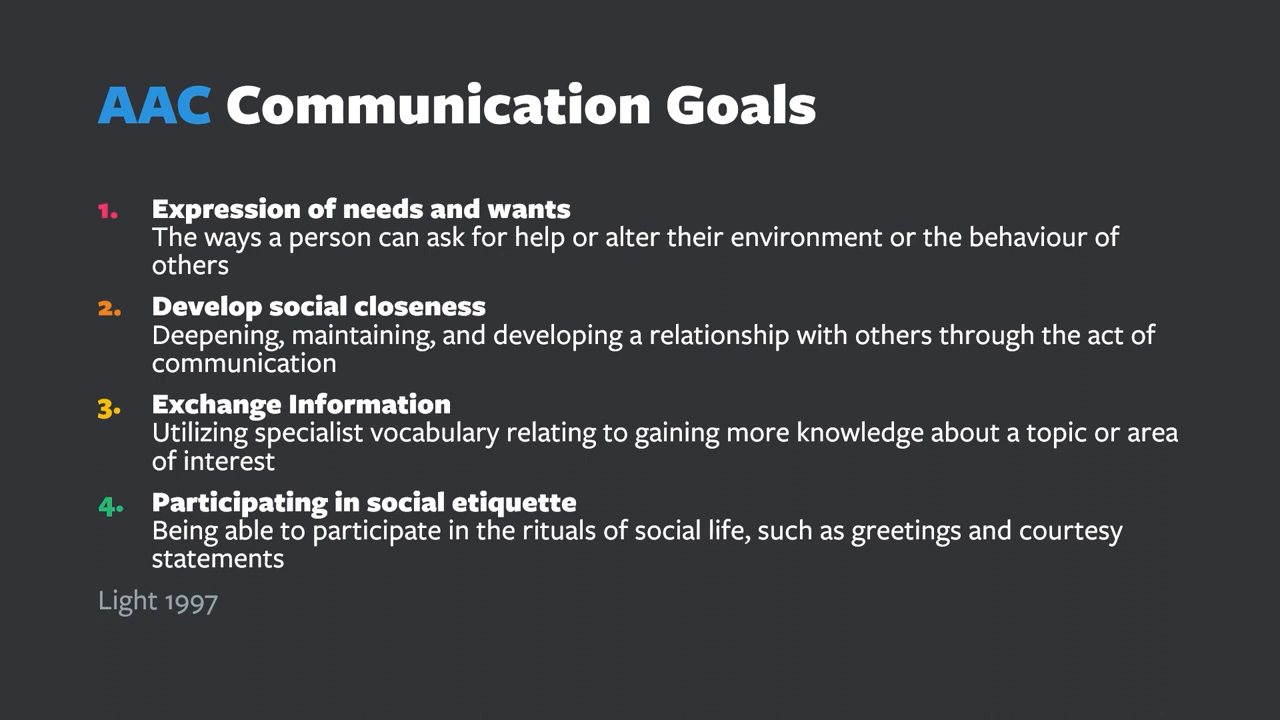 AAC Communication Goals
1. Expression of needs and wants
The ways a person can ask for help or alter their environment or the behaviour of
others
2. Develop social closeness
Deepening, maintaining, and developing a relationship with others through the act of
communication
3. Exchange Information
Utilizing specialist vocabulary relating to gaining more knowledge about a topic or area
of interest
4. Participating in social etiquette
Being able to participate in the rituals of social life, such as greetings and courtesy
statements
Light 1997